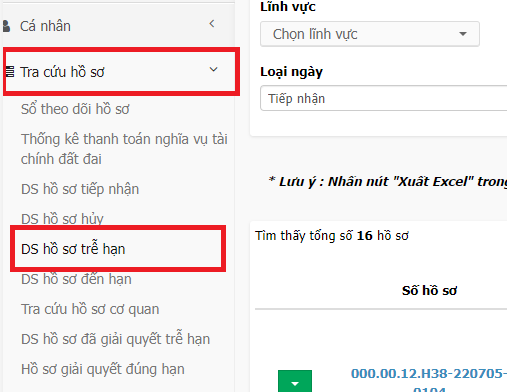 Cá nhân
Tra cứu hồ sơ
Sổ theo dõi hồ sơ
Thống kê thanh toán nghĩa vụ tài
chính đất đai
DS hồ sơ tiếp nhận
DS hồ sơ hủy
DS hồ sơ trễ hạn
DS hồ sơ đến hạn
Tra cứu hồ sơ cơ quan
DS hồ sơ đã giải quyết trễ hạn
Hồ sơ giải quyết đúng hạn
Lĩnh vực
Chọn lĩnh vực
Loại ngày
Tiếp nhận
* Lưu ý : Nhấn nút "Xuất Excel" trong
Tìm thấy tổng số 16 hồ sơ
Số hồ sơ
000.00.12.H38-220705-
0104